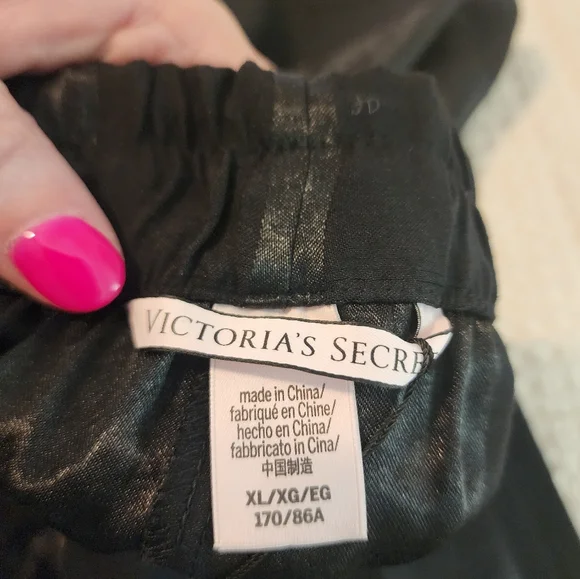 VICTORIA'S SECRE
made in China/
fabriqué en Chine/
hecho en China/
fabbricato in Cina/
中国制造
XL/XG/EG
170/86A